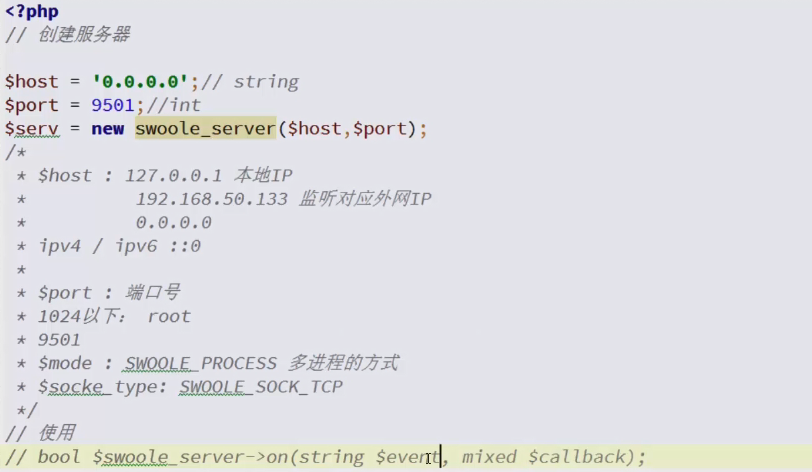 <?php
// 创建服务器
$host = '0.0.0.0';// string
$port = 9501;//int
$serv = new swoole_server($host,$port);
/*
* $host : 127.0.0.1 本地IP
* 192.168.50.133 监听对应外网IP
* 0.0.0.0
* ipv4 / ipv6 ::0
*
* $port : 端口号
* 1024以下： root
* 9501
* $mode : SWOOLE_PROCESS 多进程的方式
* $socke_type: SWOOLE_SOCK_TCP
*/
// 使用
// bool $swoole_server->on(string $event, mixed $callback);